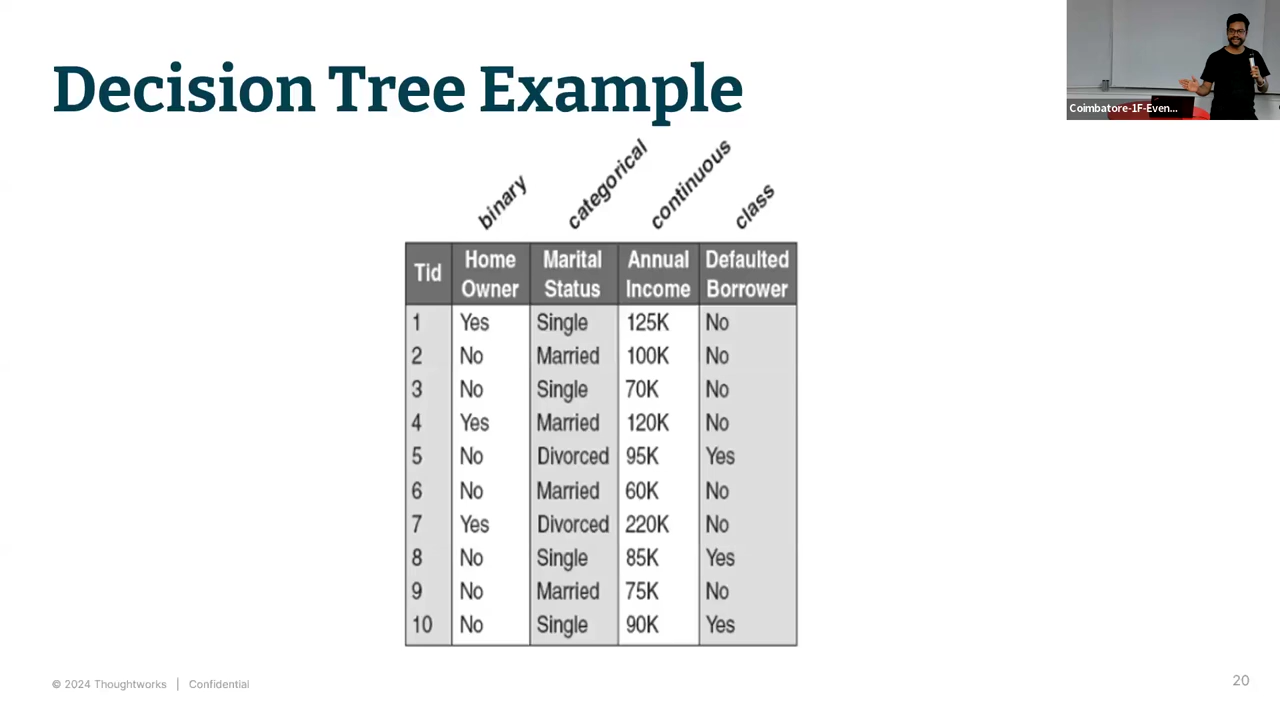 Decision Tree Example
Coimbatore-1F-Even...
binary categorical continuous class
Tid Home Owner Marital Status Annual Income Defaulted Borrower
1 Yes Single 125K No
2 No Married 100K No
3 No Single 70K No
4 Yes Married 120K No
5 No Divorced 95K Yes
6 No Married 60K No
7 Yes Divorced 220K No
8 No Single 85K Yes
9 No Married 75K No
10 No Single 90K Yes
© 2024 Thoughtworks | Confidential
20